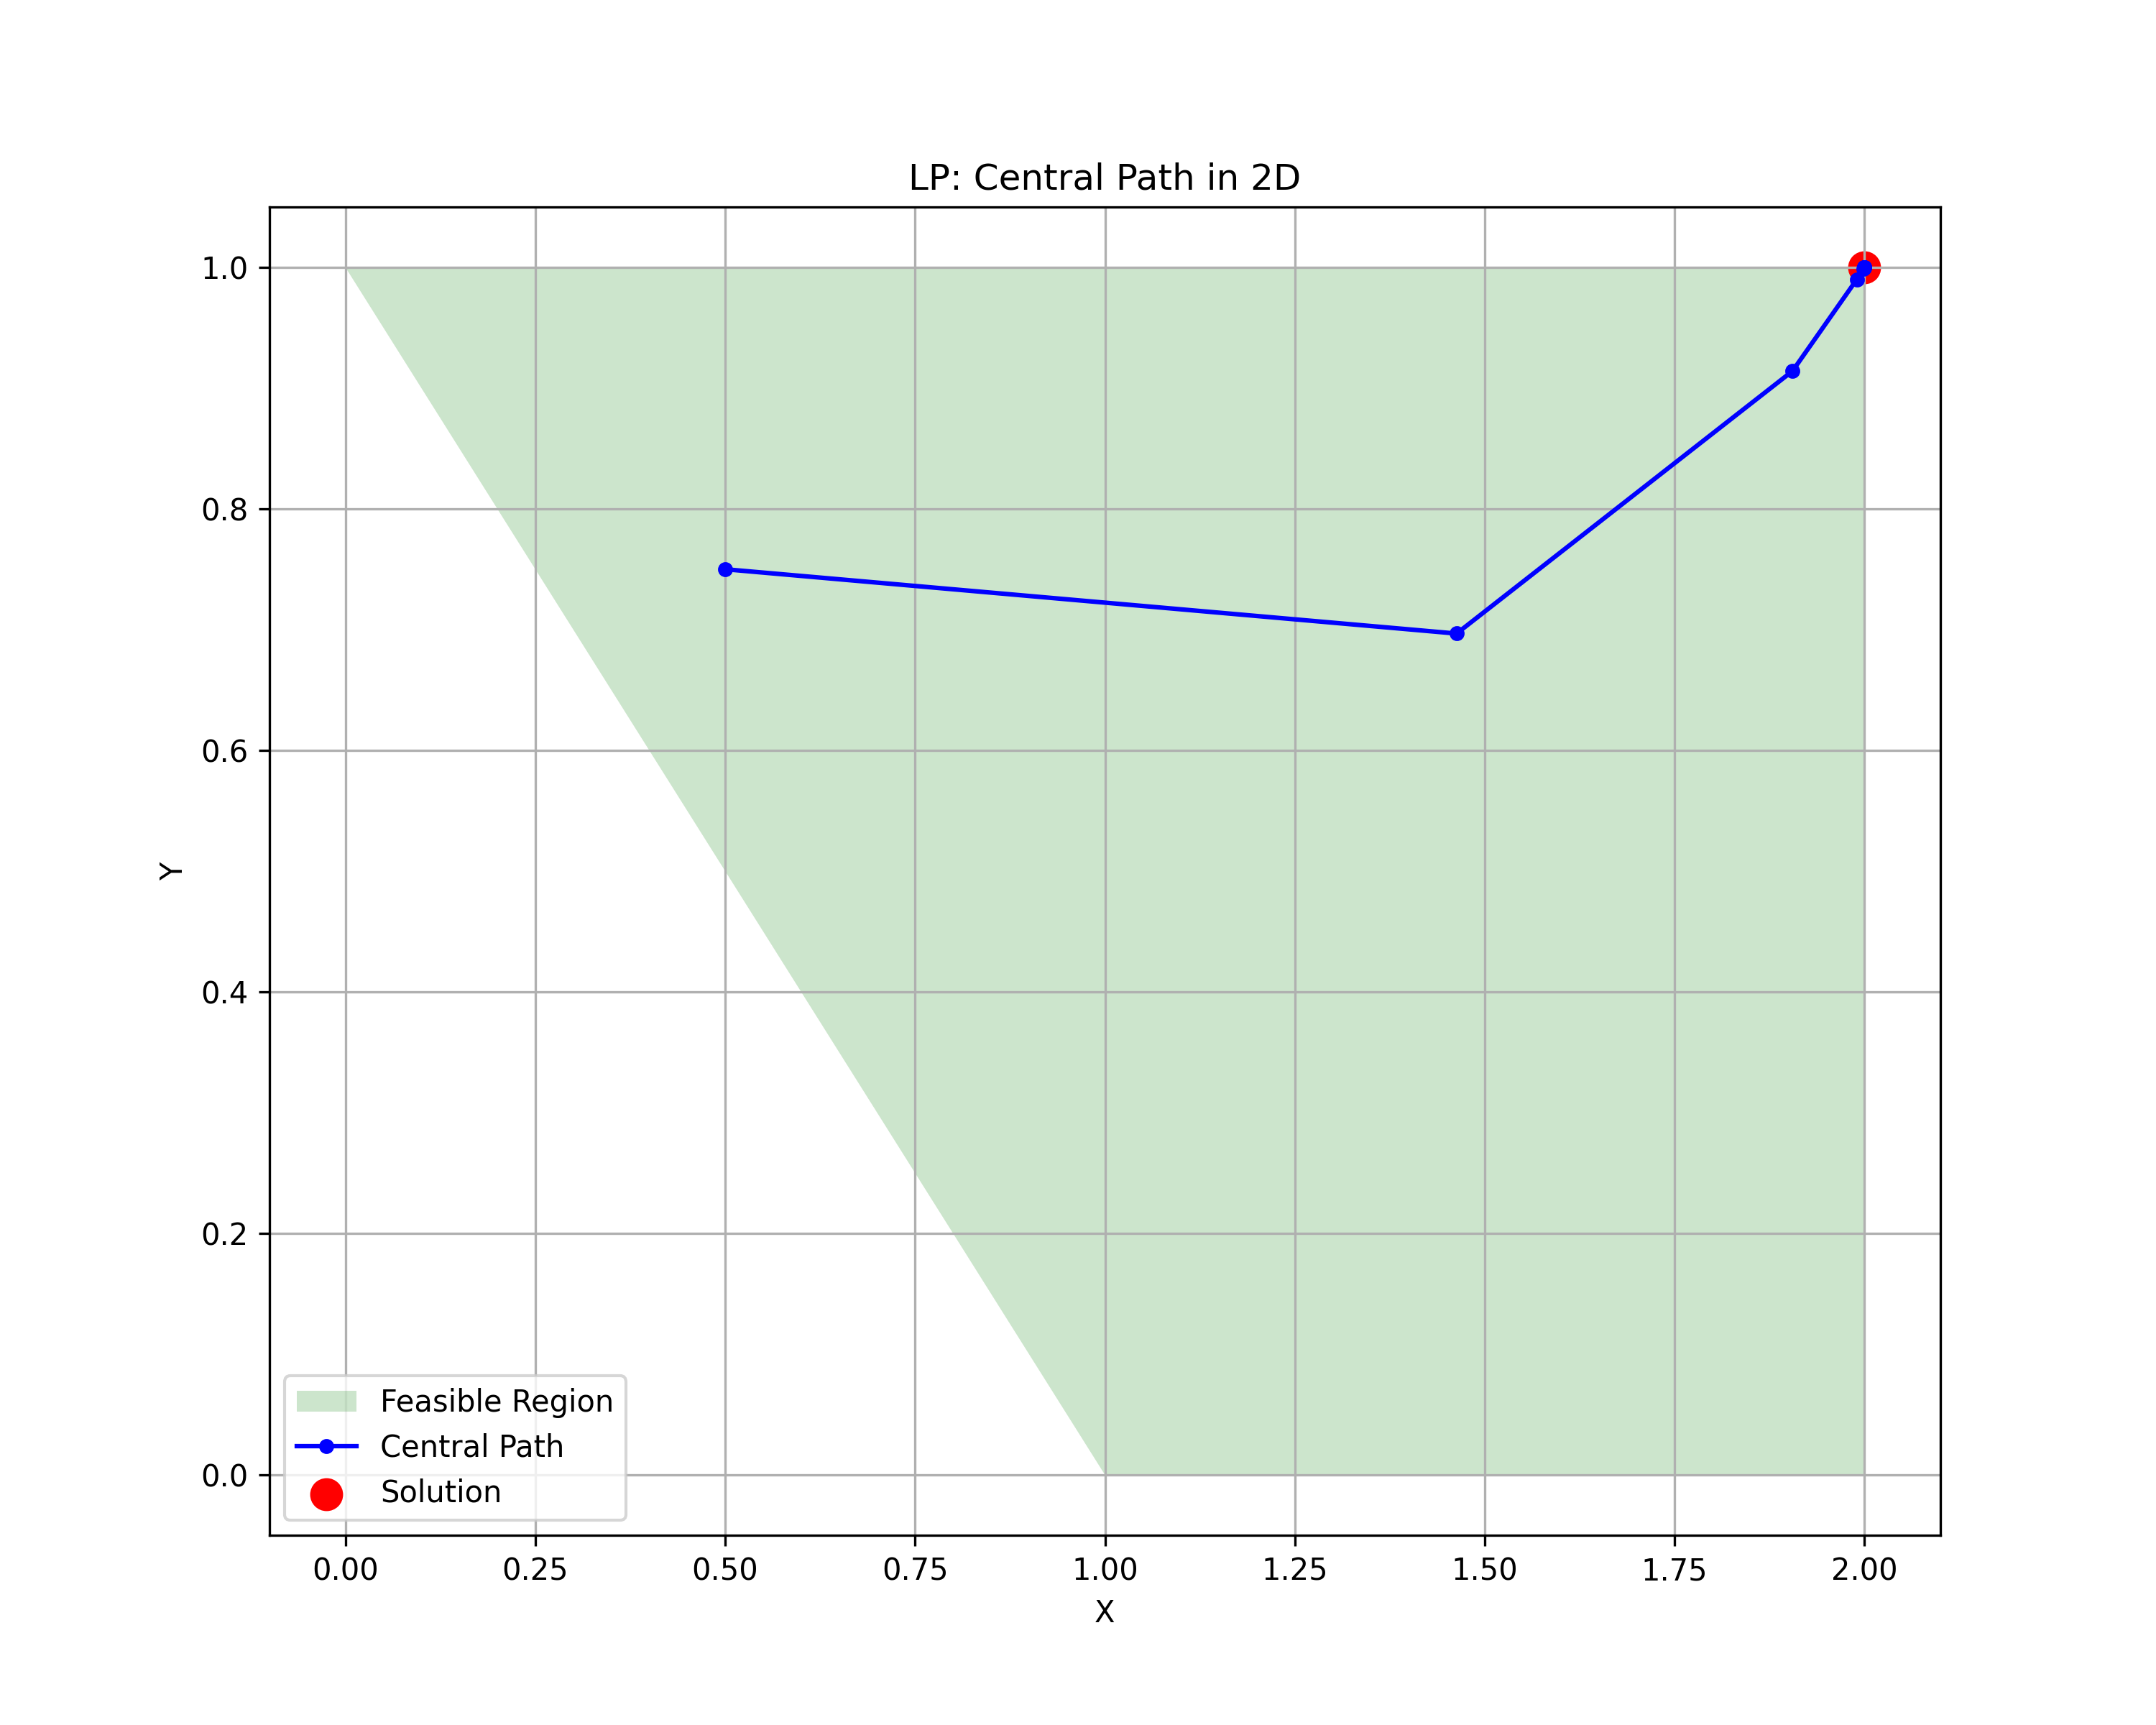 LP: Central Path in 2D
1.0
0.8
0.6
0.4
0.2
0.0
Y
Feasible Region
Central Path
Solution
0.00 0.25 0.50 0.75 1.00 1.25 1.50 1.75 2.00
X